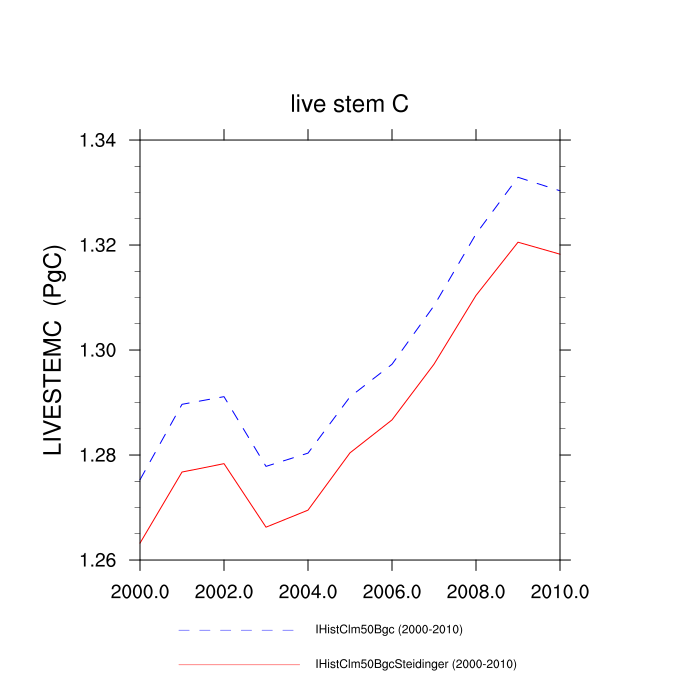 live stem C
LIVESTEMC (PgC)
1.34
1.32
1.30
1.28
1.26
2000.0 2002.0 2004.0 2006.0 2008.0 2010.0
IHistClm50Bgc (2000-2010)
IHistClm50BgcSteidinger (2000-2010)